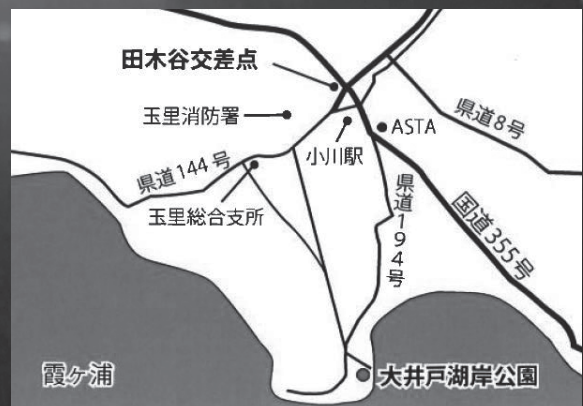 田木谷交差点
玉里消防署
ASTA
県道8号
小川駅
県道144号
玉里総合支所
県道194号
国道355号
霞ヶ浦
大井戸湖岸公園